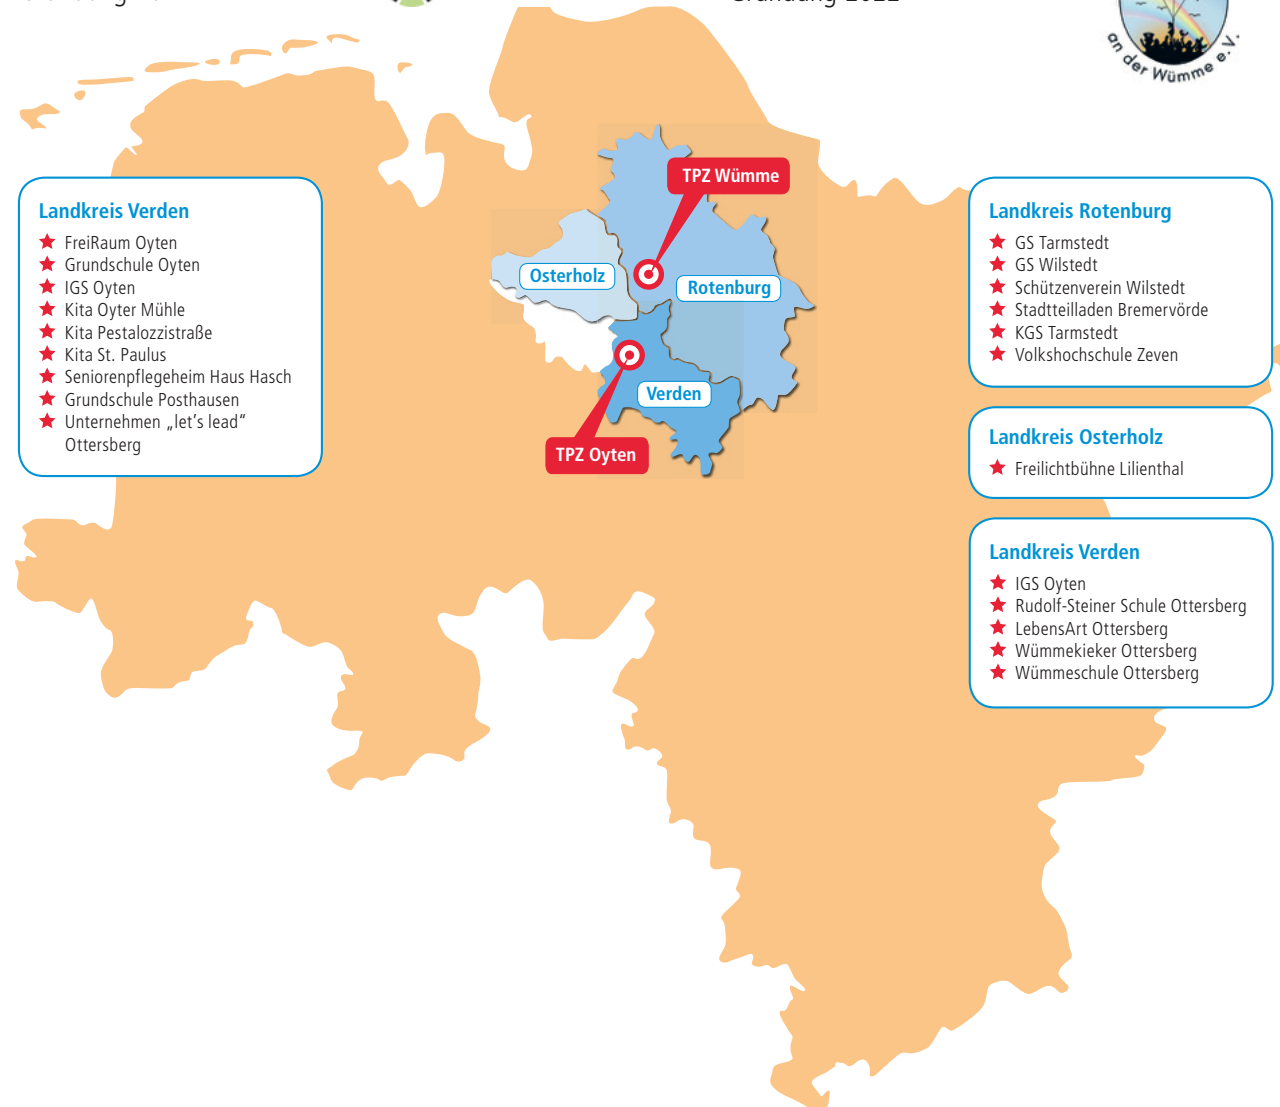 an der Wümme e.V.
TPZ Wümme
Osterholz
Rotenburg
Verden
TPZ Oyten
Landkreis Verden
FreiRaum Oyten
Grundschule Oyten
IGS Oyten
Kita Oyter Mühle
Kita Pestalozzistraße
Kita St. Paulus
Seniorenpflegeheim Haus Hasch
Grundschule Posthausen
Unternehmen „let’s lead“
Ottersberg
Landkreis Rotenburg
GS Tarmstedt
GS Wilstedt
Schützenverein Wilstedt
Stadtteilladen Bremervörde
KGS Tarmstedt
Volkshochschule Zeven
Landkreis Osterholz
Freilichtbühne Lilienthal
Landkreis Verden
IGS Oyten
Rudolf-Steiner Schule Ottersberg
LebensArt Ottersberg
Wümmekieker Ottersberg
Wümmeschule Ottersberg